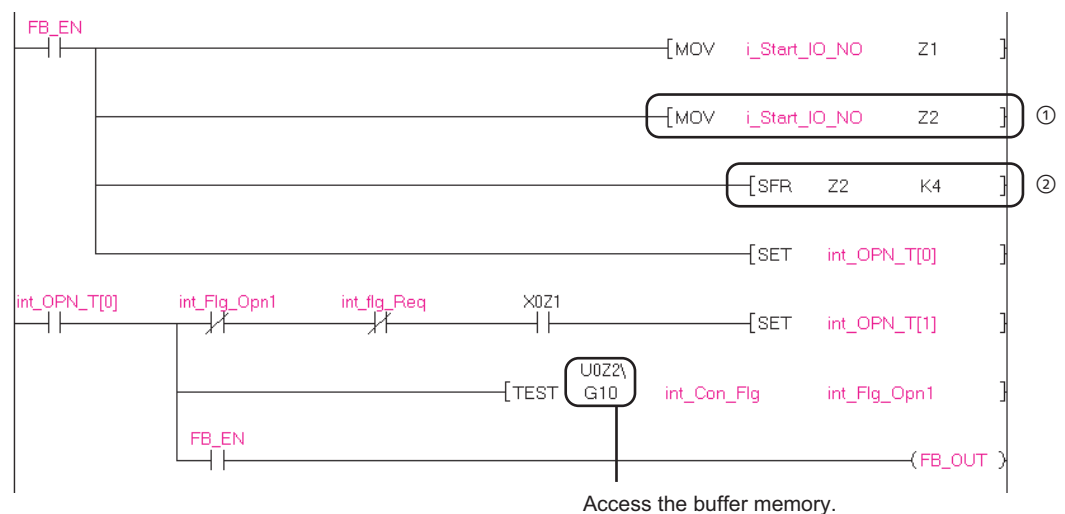 FB_EN
[MOV i_Start_IO_NO Z1 ]
[MOV i_Start_IO_NO Z2 ] ①
[SFR Z2 K4 ] ②
[SET int_OPN_T[0] ]
int_OPN_T[0] int_Flg_Opn1 int_flg_Req X0Z1
[SET int_OPN_T[1] ]
U0Z2\
[TEST G10 int_Con_Flg int_Flg_Opn1 ]
FB_EN
(FB_OUT )
Access the buffer memory.